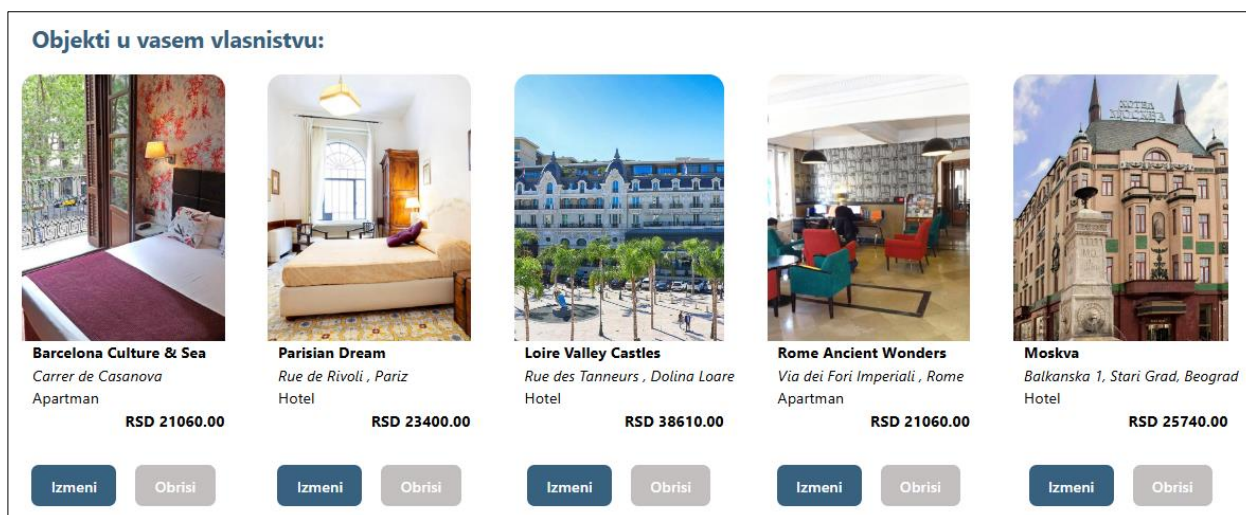 Objekti u vasem vlasnistvu:
ХОТЕЛ
МОСКВА
Barcelona Culture & Sea
Carrer de Casanova
Apartman
RSD 21060.00
Izmeni
Obrisi
Parisian Dream
Rue de Rivoli , Pariz
Hotel
RSD 23400.00
Izmeni
Obrisi
Loire Valley Castles
Rue des Tanneurs , Dolina Loare
Hotel
RSD 38610.00
Izmeni
Obrisi
Rome Ancient Wonders
Via dei Fori Imperiali , Rome
Apartman
RSD 21060.00
Izmeni
Obrisi
Moskva
Balkanska 1, Stari Grad, Beograd
Hotel
RSD 25740.00
Izmeni
Obrisi